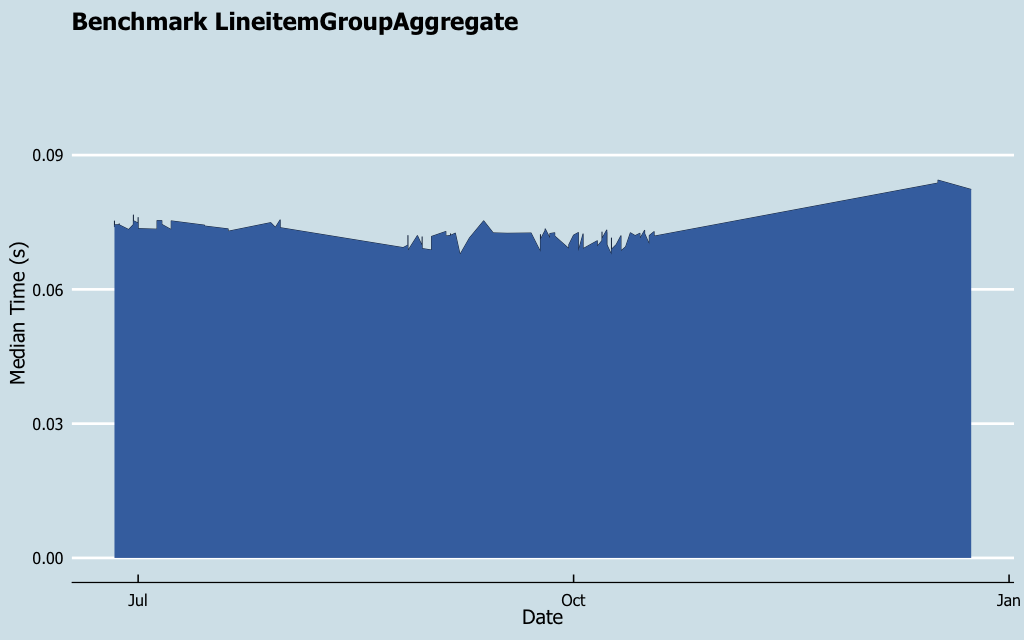 Benchmark LineitemGroupAggregate
Median Time (s)
0.09
0.06
0.03
0.00
Jul
Oct
Jan
Date